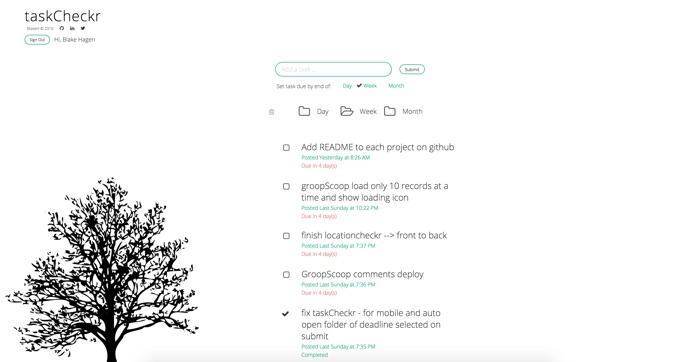 taskCheckr
Hi, Blake Hagen
Sign Out
Add a task ...
Submit
Set task due by end of:
Day
Week
Month
Day
Week
Month
Add README to each project on github
Posted Yesterday at 8:26 AM
Due in 4 day(s)
groopScoop load only 10 records at a
time and show loading icon
Posted Last Sunday at 10:22 PM
Due in 4 day(s)
finish locationcheckr --> front to back
Posted Last Sunday at 7:37 PM
Due in 4 day(s)
GroopScoop comments deploy
Posted Last Sunday at 7:36 PM
Due in 4 day(s)
fix taskCheckr - for mobile and auto
open folder of deadline selected on
submit
Posted Last Sunday at 7:35 PM
Completed